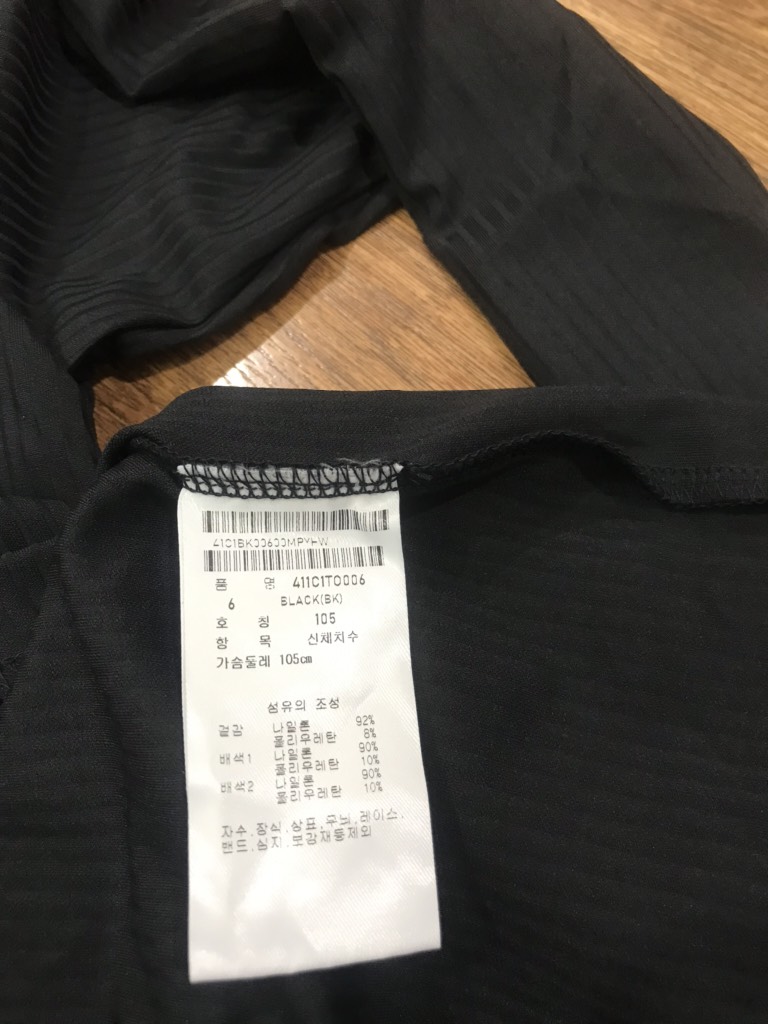 41C1BK00600MPYHW
품 명 411C1TO006
6 BLACK(BK)
호 칭 105
항 목 신체치수
가슴둘레 105cm
섬유의 조성
겉감 나일론 92%
폴리우레탄 8%
배색1 나일론 90%
폴리우레탄 10%
배색2 나일론 90%
폴리우레탄 10%
자수.장식.상표.무늬.레이스.
밴드.심지.보강재등제외